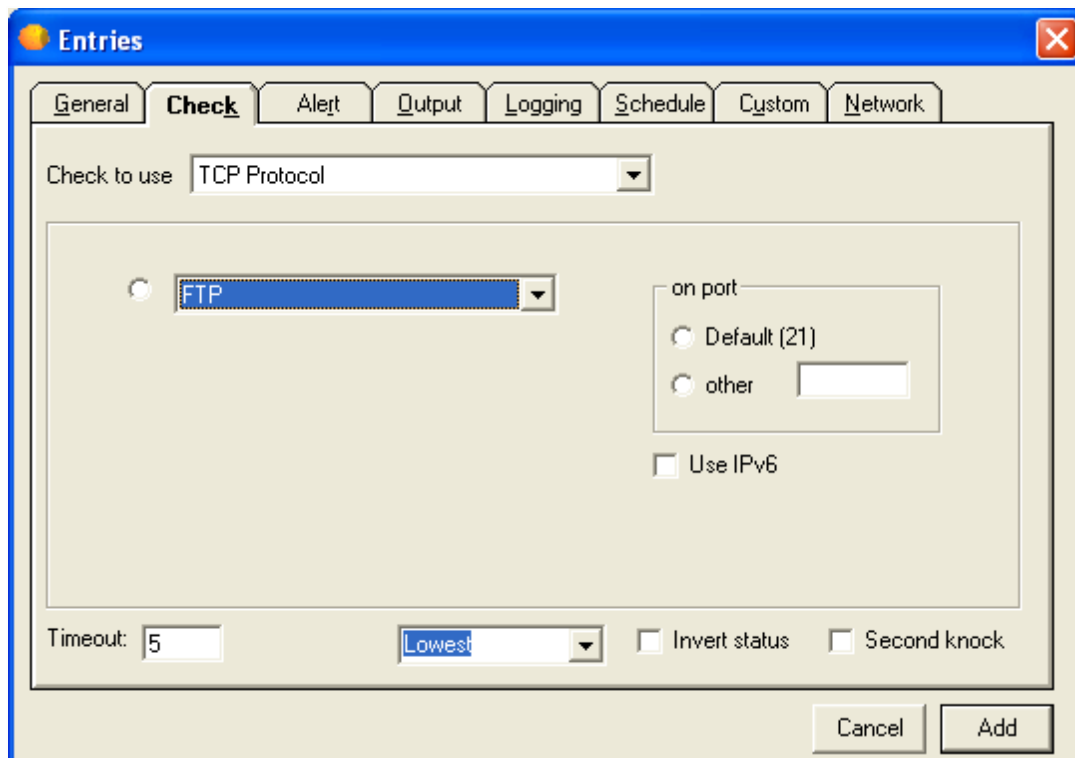 Entries
General Check Alert Output Logging Schedule Custom Network
Check to use TCP Protocol
FTP
on port
Default (21)
other
Use IPv6
Timeout: 5 Lowest Invert status Second knock
Cancel Add